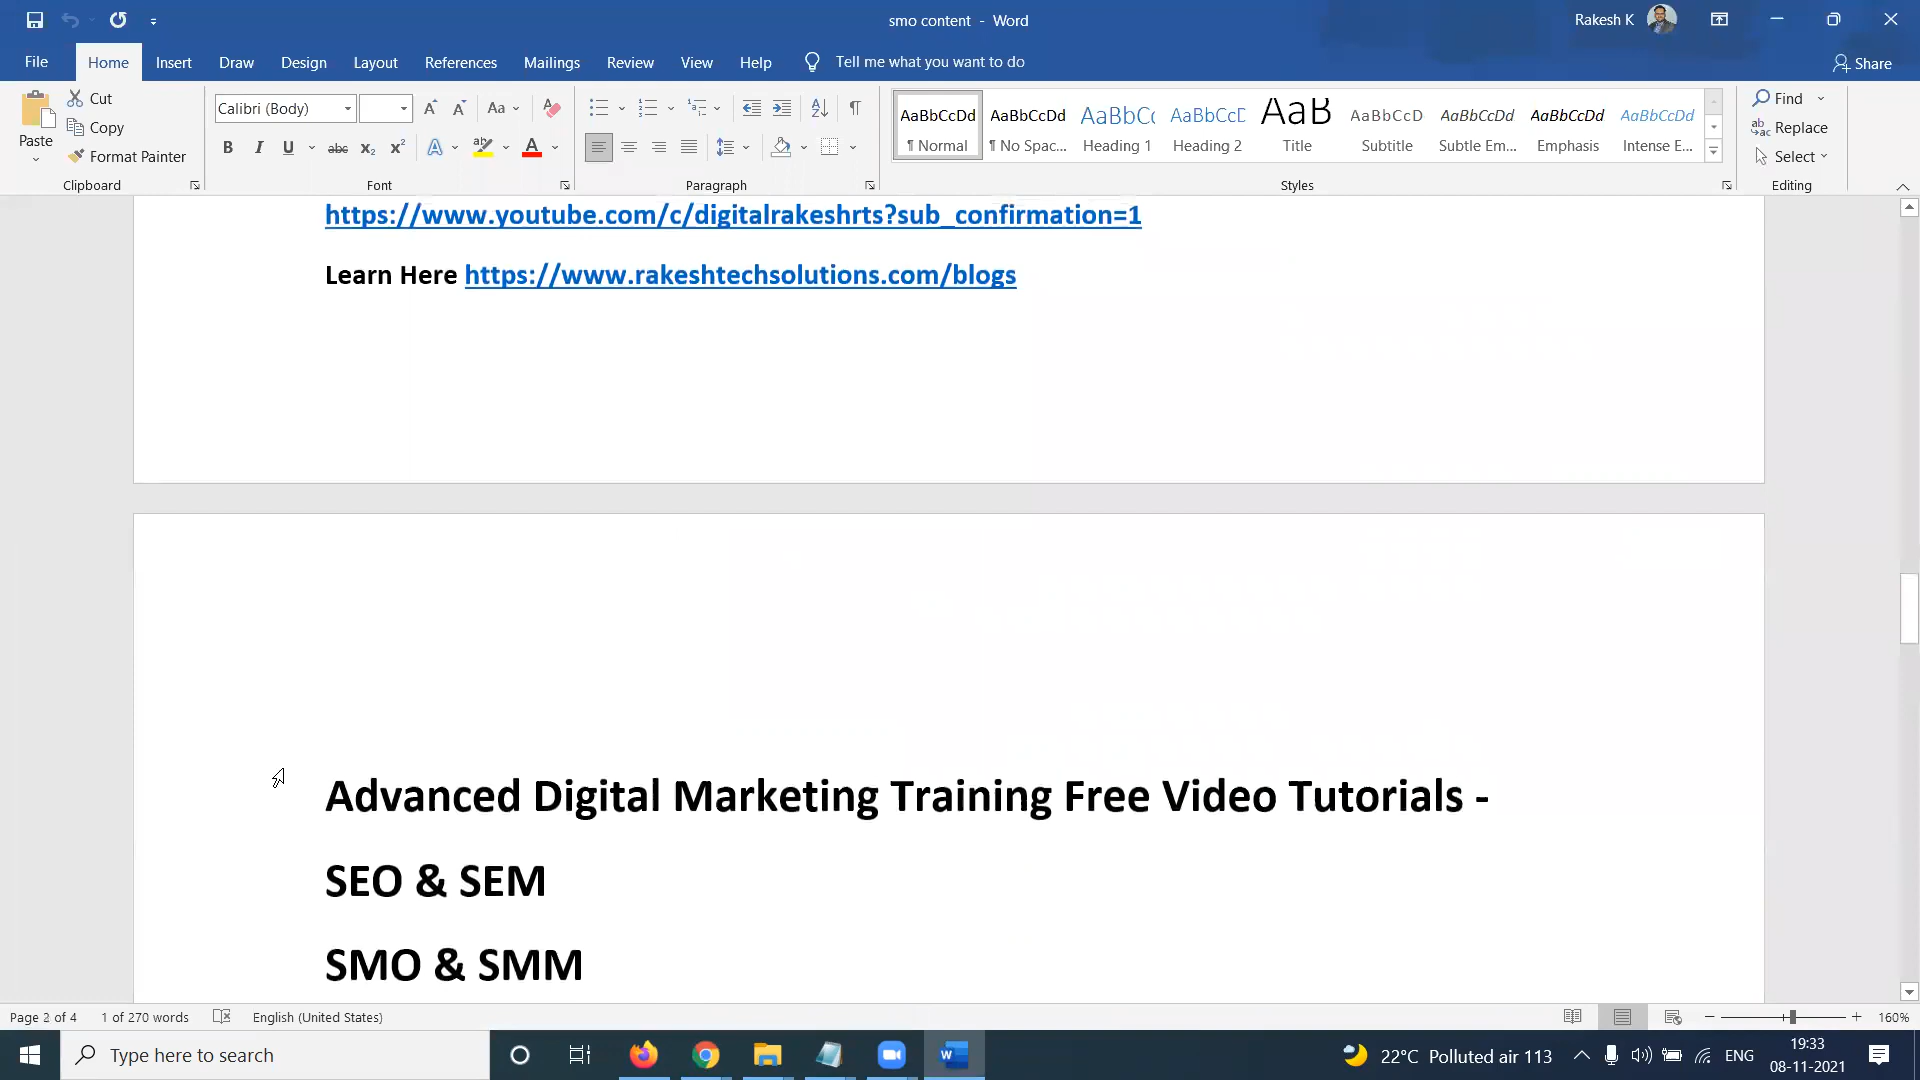 smo content - Word
Rakesh K
File Home Insert Draw Design Layout References Mailings Review View Help Tell me what you want to do Share
Paste
Cut
Copy
Format Painter
Clipboard
Calibri (Body)
Aa
B I U abc x₂ x² A A
Font
Paragraph
AaBbCcDd AaBbCcDd AaBbCc AaBbCcD AaB AaBbCcD AaBbCcDd AaBbCcDd AaBbCcDd
¶ Normal ¶ No Spac... Heading 1 Heading 2 Title Subtitle Subtle Em... Emphasis Intense E...
Styles
Find
Replace
Select
Editing
https://www.youtube.com/c/digitalrakeshrts?sub_confirmation=1
Learn Here https://www.rakeshtechsolutions.com/blogs
Advanced Digital Marketing Training Free Video Tutorials -
SEO & SEM
SMO & SMM
Page 2 of 4 1 of 270 words English (United States) 160%
Type here to search
22°C Polluted air 113 ENG
19:33
08-11-2021